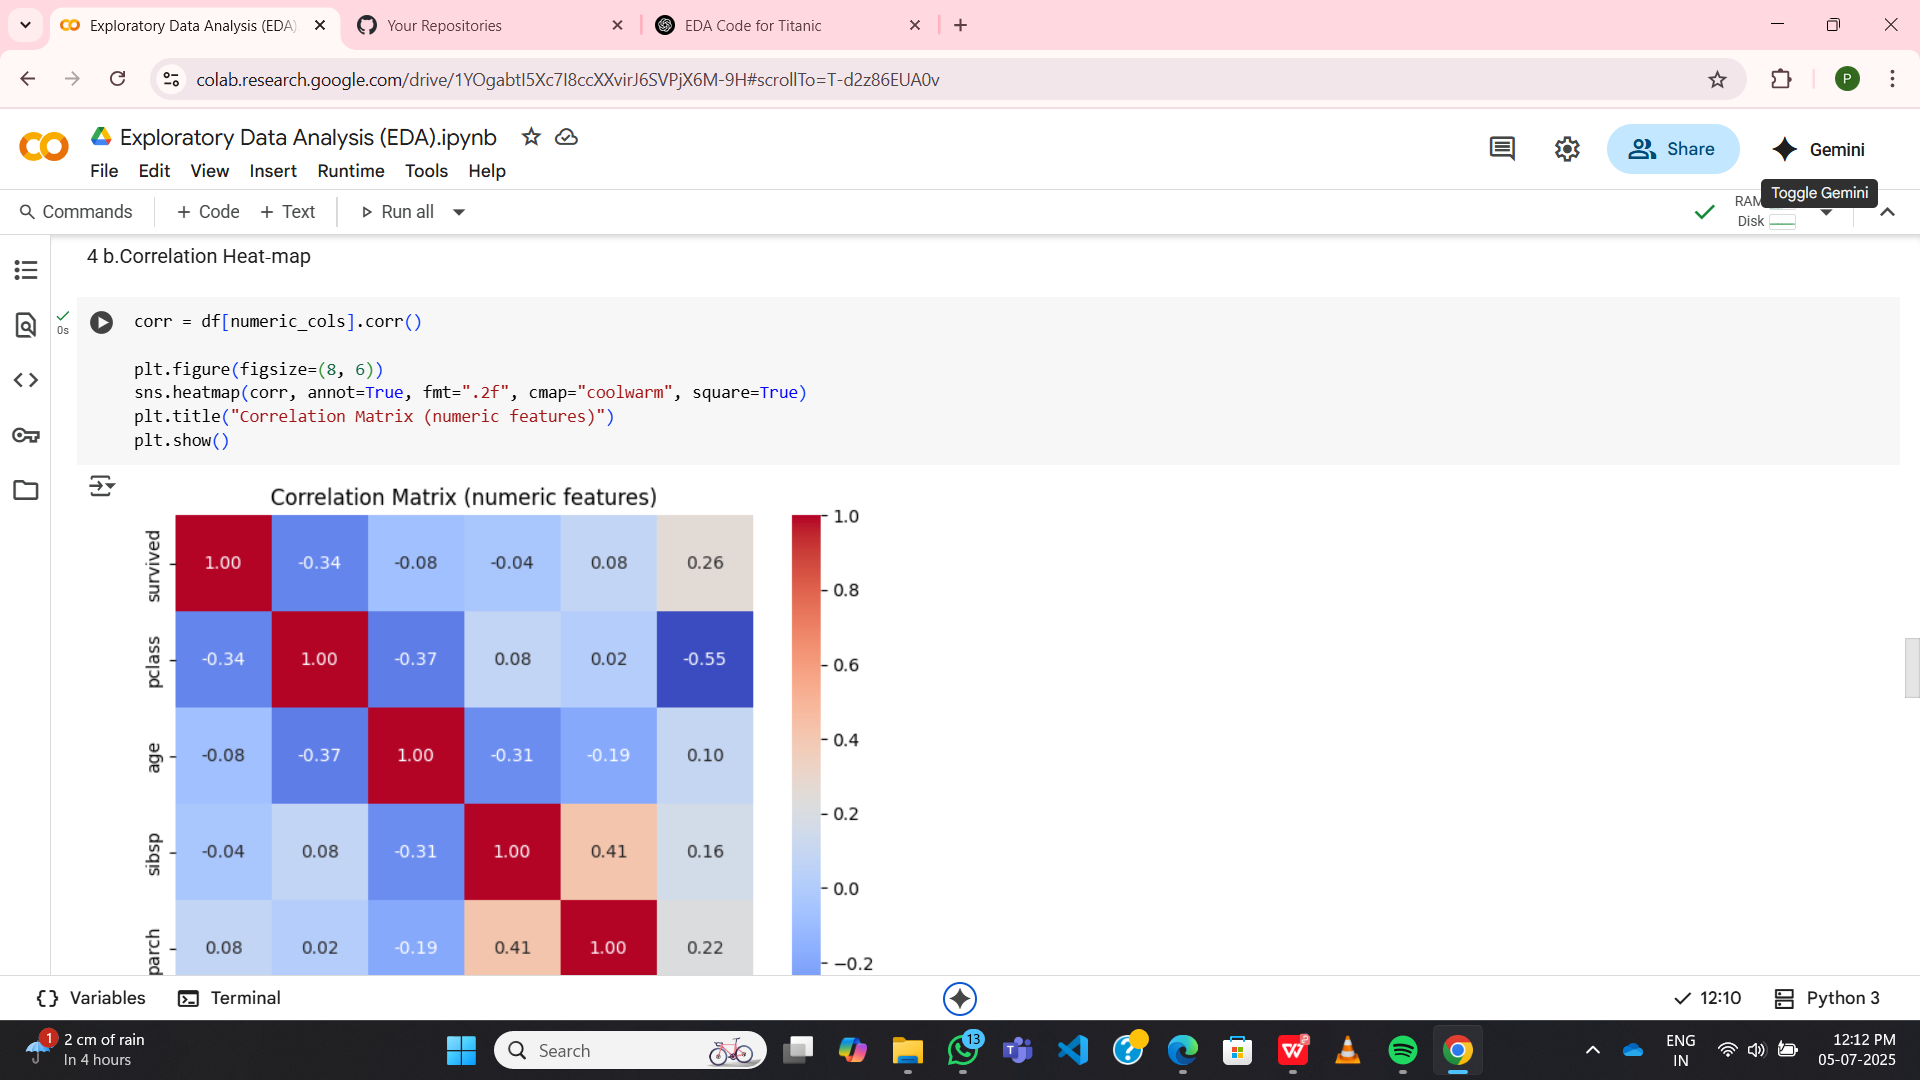 Exploratory Data Analysis (EDA)
Your Repositories
EDA Code for Titanic
colab.research.google.com/drive/1YOgabtI5Xc7I8ccXXvirJ6SVPjX6M-9H#scrollTo=T-d2z86EUA0v
P
Exploratory Data Analysis (EDA).ipynb
File Edit View Insert Runtime Tools Help
Share
Gemini
Toggle Gemini
Commands + Code + Text Run all
RAM
Disk
4 b.Correlation Heat-map
0s
corr = df[numeric_cols].corr()
plt.figure(figsize=(8, 6))
sns.heatmap(corr, annot=True, fmt=".2f", cmap="coolwarm", square=True)
plt.title("Correlation Matrix (numeric features)")
plt.show()
Correlation Matrix (numeric features)
survived 1.00 -0.34 -0.08 -0.04 0.08 0.26
pclass -0.34 1.00 -0.37 0.08 0.02 -0.55
age -0.08 -0.37 1.00 -0.31 -0.19 0.10
sibsp -0.04 0.08 -0.31 1.00 0.41 0.16
parch 0.08 0.02 -0.19 0.41 1.00 0.22
1.0
0.8
0.6
0.4
0.2
0.0
−0.2
Variables
Terminal
12:10
Python 3
1
2 cm of rain
In 4 hours
Search
13
ENG
IN
12:12 PM
05-07-2025